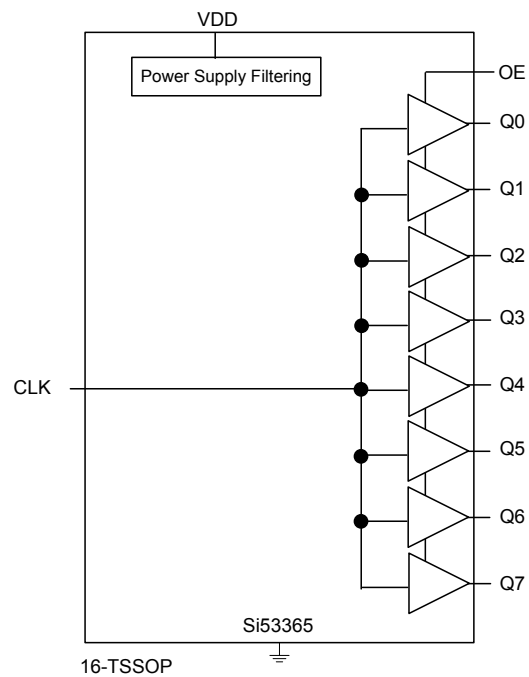 VDD
Power Supply Filtering
OE
Q0
Q1
Q2
Q3
CLK
Q4
Q5
Q6
Q7
Si53365
16-TSSOP